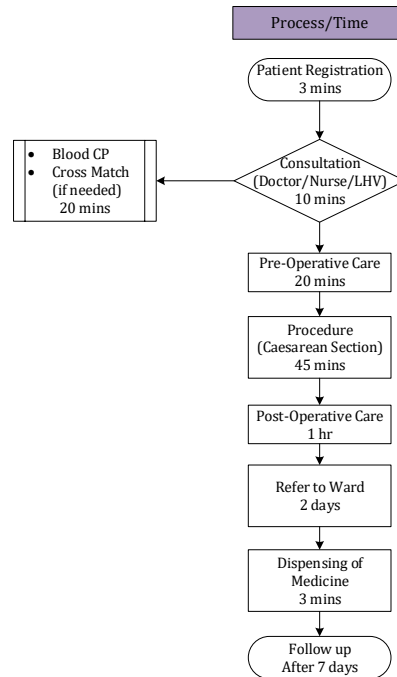 Process/Time
Patient Registration
3 mins
• Blood CP
• Cross Match
(if needed)
20 mins
Consultation
(Doctor/Nurse/LHV)
10 mins
Pre-Operative Care
20 mins
Procedure
(Caesarean Section)
45 mins
Post-Operative Care
1 hr
Refer to Ward
2 days
Dispensing of
Medicine
3 mins
Follow up
After 7 days